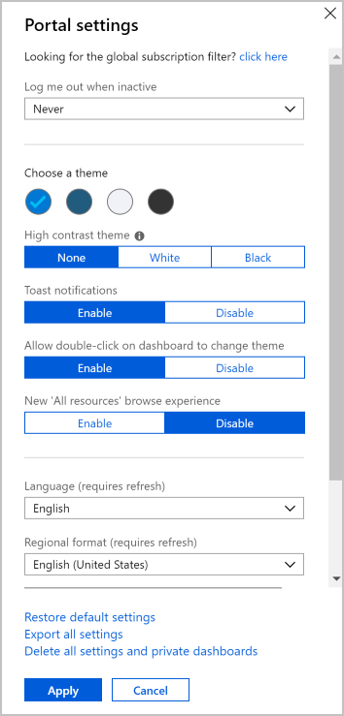 Portal settings
Looking for the global subscription filter? click here
Log me out when inactive
Never
Choose a theme
High contrast theme
None White Black
Toast notifications
Enable Disable
Allow double-click on dashboard to change theme
Enable Disable
New 'All resources' browse experience
Enable Disable
Language (requires refresh)
English
Regional format (requires refresh)
English (United States)
Restore default settings
Export all settings
Delete all settings and private dashboards
Apply Cancel